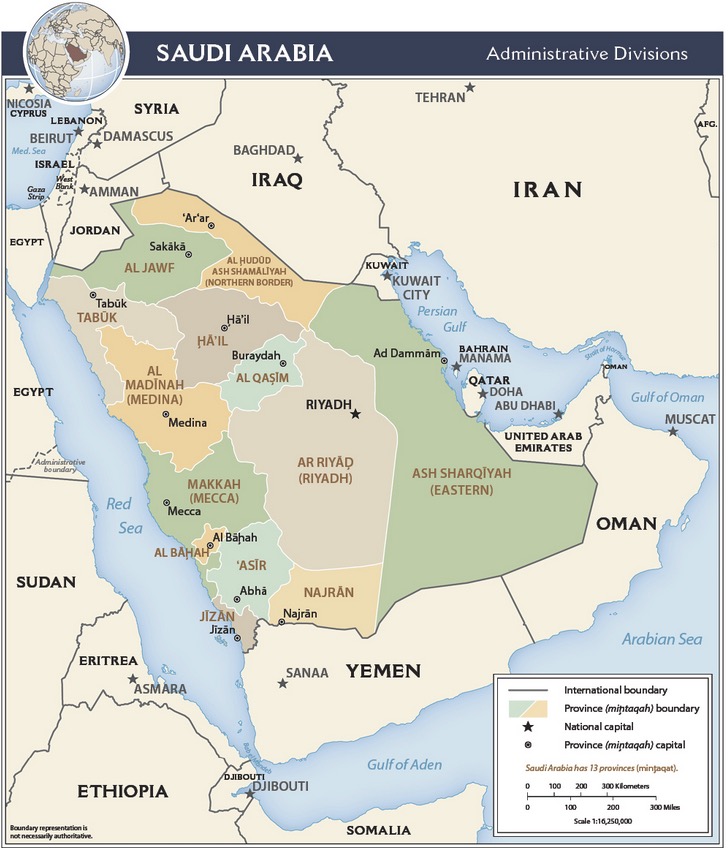 SAUDI ARABIA
Administrative Divisions
NICOSIA
CYPRUS
LEBANON
BEIRUT
Med. Sea
ISRAEL
West
Bank
Gaza
Strip
SYRIA
DAMASCUS
AMMAN
JORDAN
EGYPT
BAGHDAD
IRAQ
TEHRAN
IRAN
AFG.
'Ar'ar
Sakākā
AL JAWF
AL ḤUDŪD
ASH SHAMĀLĪYAH
(NORTHERN BORDER)
KUWAIT
KUWAIT
CITY
Persian
Gulf
Tabūk
TABŪK
Ḥā'il
ḤĀ'IL
Buraydah
AL QAṢĪM
Ad Dammām
BAHRAIN
MANAMA
QATAR
DOHA
ABU DHABI
Strait of Hormuz
OMAN
Gulf of Oman
MUSCAT
UNITED ARAB
EMIRATES
AL
MADĪNAH
(MEDINA)
Medina
RIYADH
EGYPT
Administrative
boundary
AR RIYĀḌ
(RIYADH)
ASH SHARQĪYAH
(EASTERN)
MAKKAH
(MECCA)
Mecca
Red
Sea
OMAN
Al Bāḥah
AL BĀḤAH
'ASĪR
Abhā
NAJRĀN
Najrān
JĪZĀN
Jīzān
SUDAN
Arabian Sea
ERITREA
ASMARA
SANAA
YEMEN
Bab el Mandeb
DJIBOUTI
DJIBOUTI
Gulf of Aden
ETHIOPIA
SOMALIA
International boundary
Province (minṭaqah) boundary
National capital
Province (minṭaqah) capital
Saudi Arabia has 13 provinces (minṭaqat).
0 100 200 300 Kilometers
0 100 200 300 Miles
Scale 1:16,250,000
Boundary representation is
not necessarily authoritative.